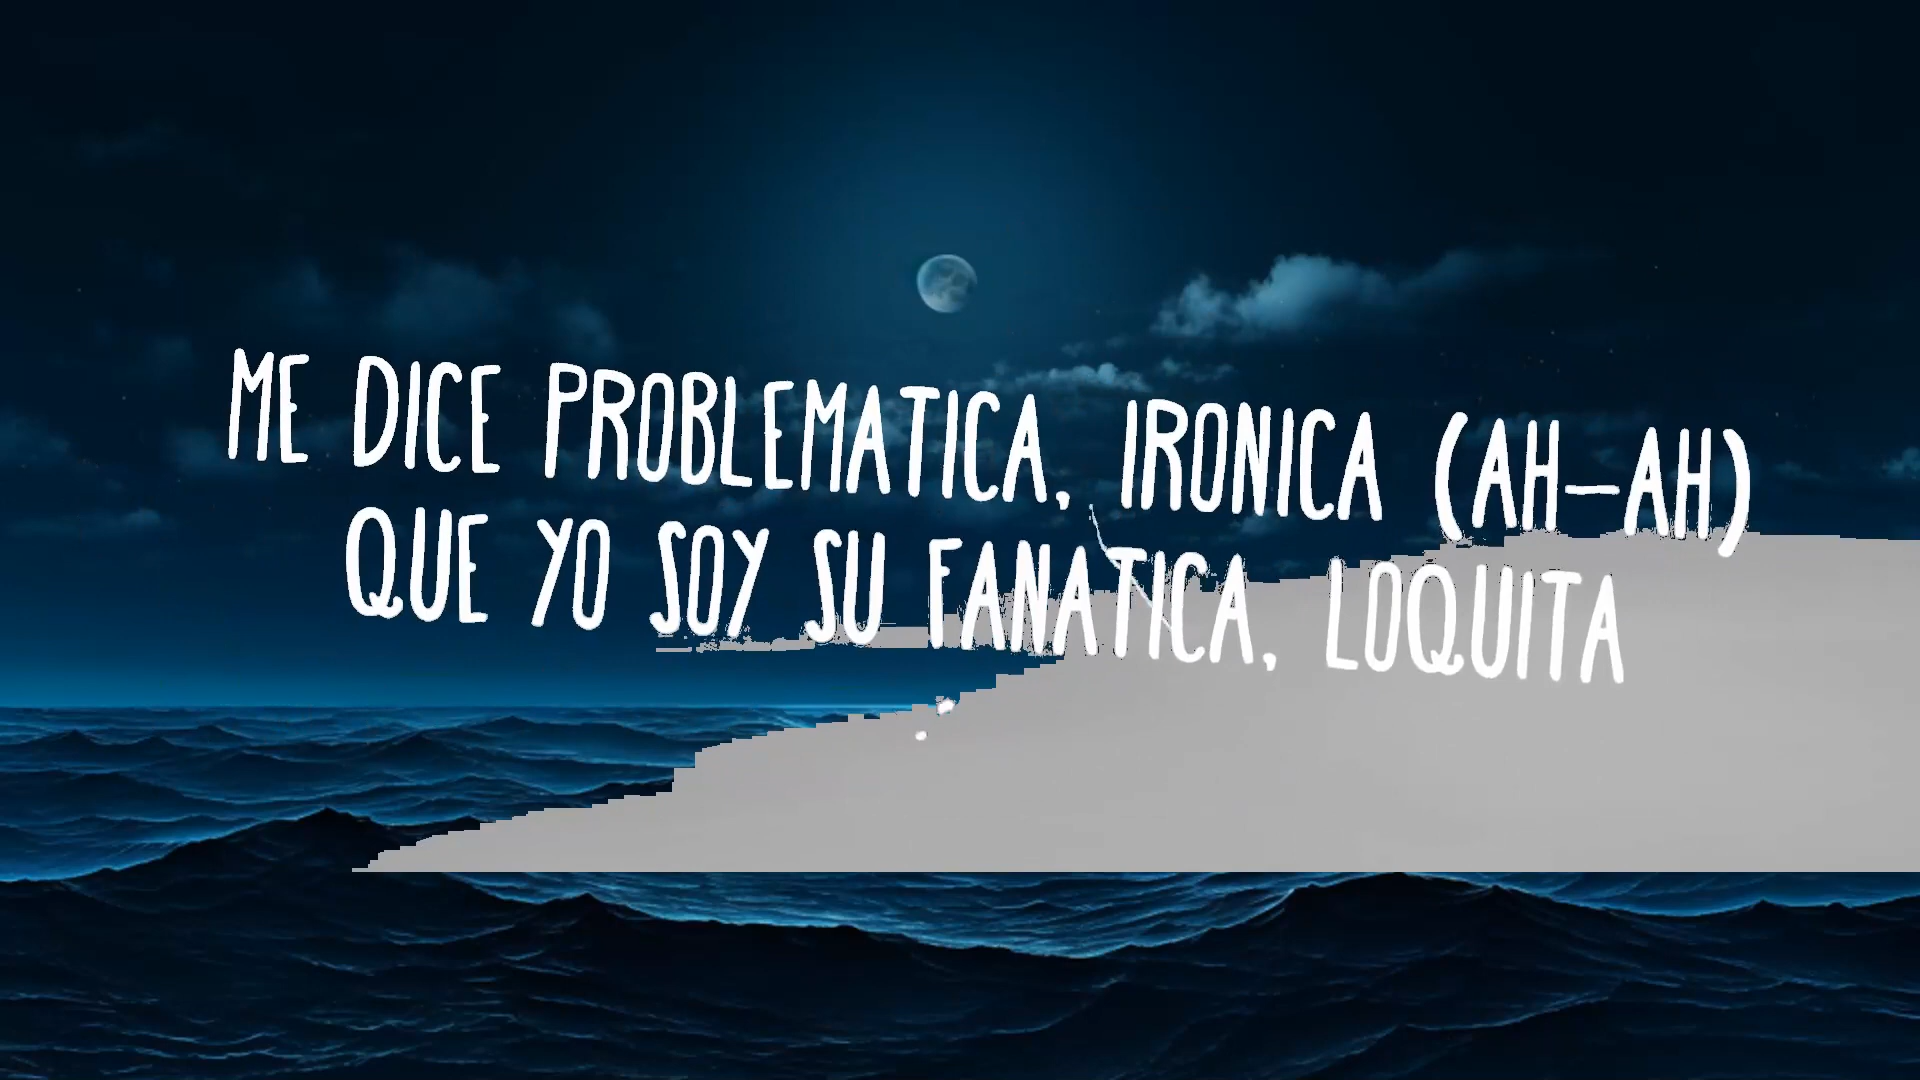 ME DICE PROBLEMATICA, IRONICA (AH-AH)
QUE YO SOY SU FANATICA, LOQUITA